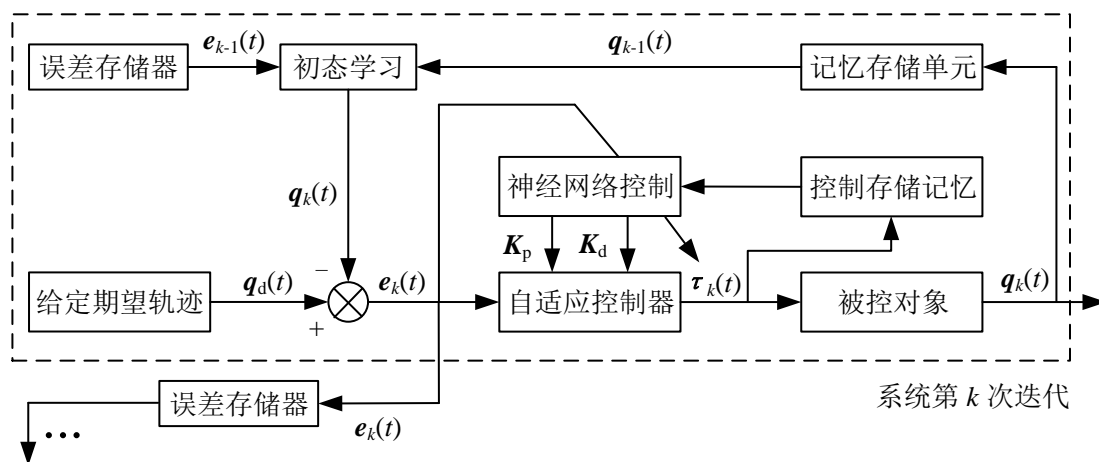 误差存储器
e_{k-1}(t)
初态学习
q_{k-1}(t)
记忆存储单元
神经网络控制
控制存储记忆
q_k(t)
K_p
K_d
给定期望轨迹
q_d(t)
−
+
e_k(t)
自适应控制器
τ_k(t)
被控对象
q_k(t)
误差存储器
e_k(t)
系统第 k 次迭代
…